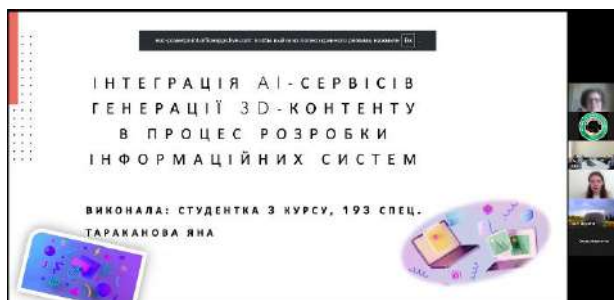 ІНТЕГРАЦІЯ AI-СЕРВІСІВ
ГЕНЕРАЦІЇ 3D-КОНТЕНТУ
В ПРОЦЕС РОЗРОБКИ
ІНФОРМАЦІЙНИХ СИСТЕМ
ВИКОНАЛА: СТУДЕНТКА 3 КУРСУ, 193 СПЕЦ.
ТАРАКАНОВА ЯНА